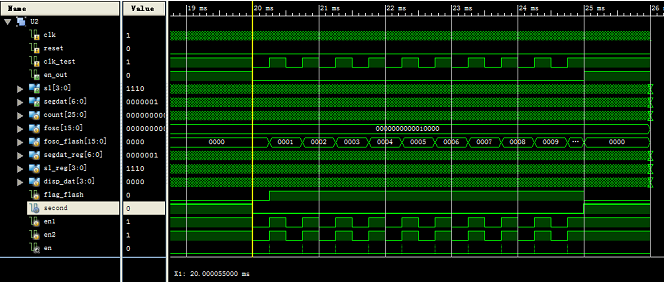 Name Value 19 ms 20 ms 21 ms 22 ms 23 ms 24 ms 25 ms 26 ms
U2
clk 1
reset 0
clk_test 1
en_out 0
sl[3:0] 1110
segdat[6:0] 0000001
count[25:0] 000000000
fosc[15:0] 000000000 0000000000010000
fosc_flash[15:0] 0000 0000 0001 0002 0003 0004 0005 0006 0007 0008 0009 ... 0000
segdat_reg[6:0] 0000001
sl_reg[3:0] 1110
disp_dat[3:0] 0000
flag_flash 0
second 0
en1 1
en2 1
en 0
X1: 20.000055000 ms